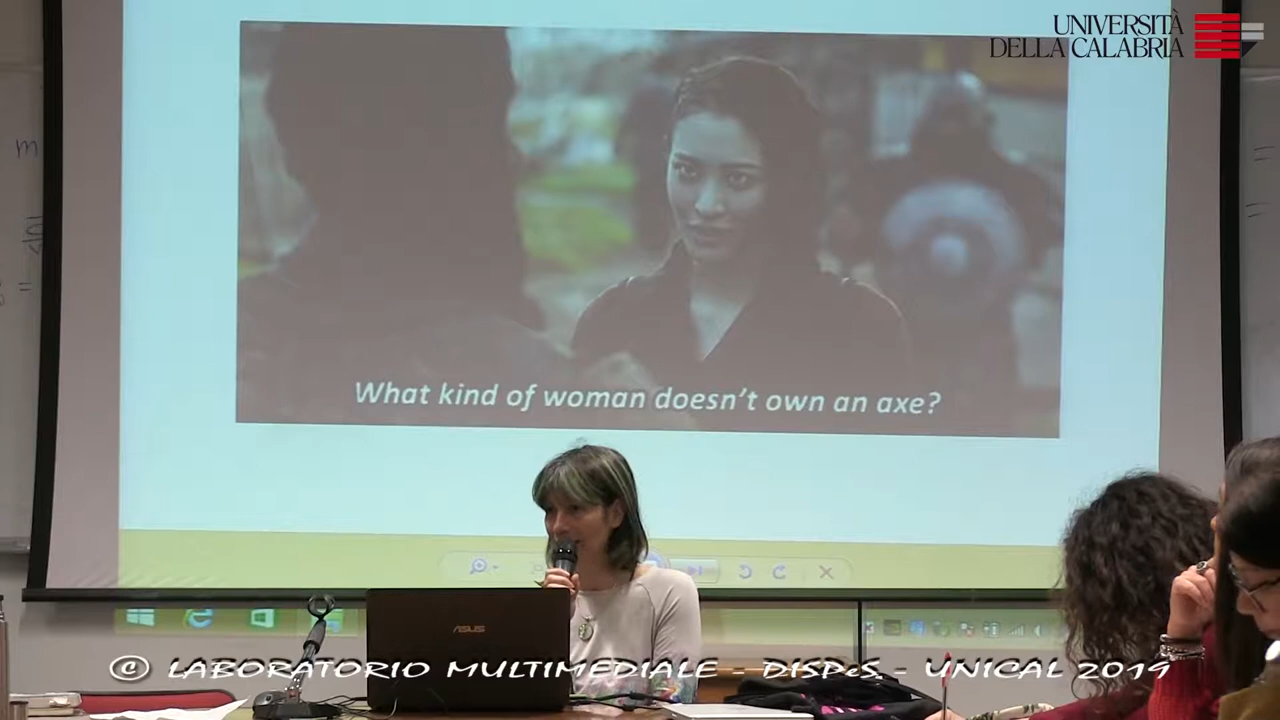 UNIVERSITÀ
DELLA CALABRIA
What kind of woman doesn't own an axe?
ASUS
© LABORATORIO MULTIMEDIALE - DISPeS - UNICAL 2019